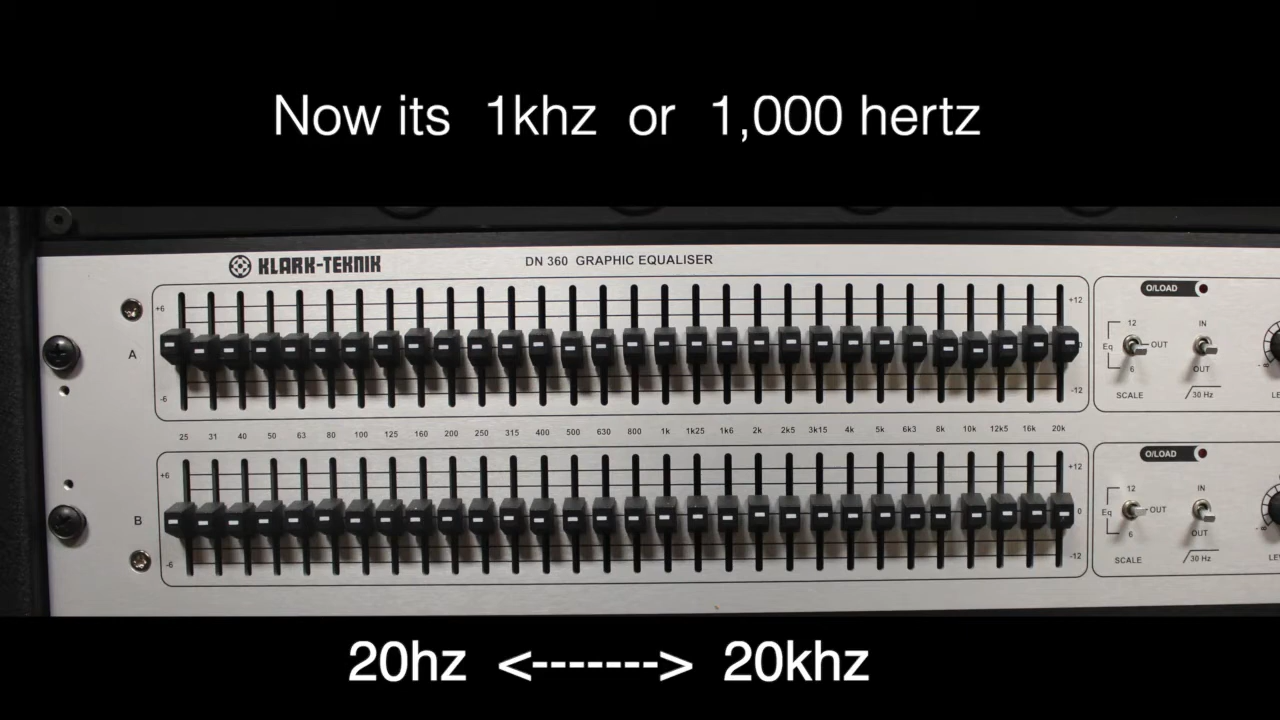 Now its 1khz or 1,000 hertz
KLARK-TEKNIK
DN 360 GRAPHIC EQUALISER
+6
+12
O/LOAD
12
IN
A
0
Eq
OUT
6
OUT
-6
-12
SCALE
30 Hz
LE
25 31 40 50 63 80 100 125 160 200 250 315 400 500 630 800 1k 1k25 1k6 2k 2k5 3k15 4k 5k 6k3 8k 10k 12k5 16k 20k
O/LOAD
+6
+12
12
IN
B
0
Eq
OUT
6
OUT
-6
-12
SCALE
30 Hz
LE
20hz <-------> 20khz